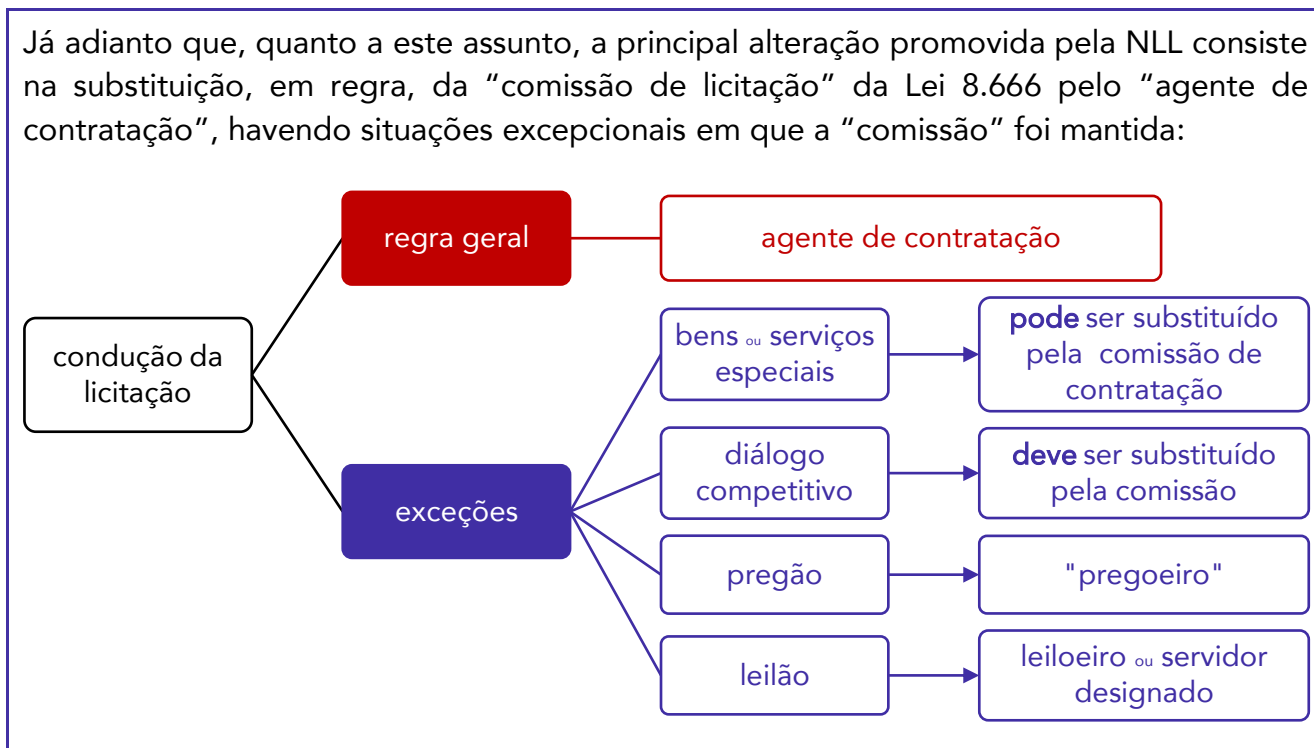 Já adianto que, quanto a este assunto, a principal alteração promovida pela NLL consiste
na substituição, em regra, da “comissão de licitação” da Lei 8.666 pelo “agente de
contratação”, havendo situações excepcionais em que a “comissão” foi mantida:
condução da
licitação
regra geral
agente de contratação
exceções
bens ou serviços
especiais
pode ser substituído
pela comissão de
contratação
diálogo
competitivo
deve ser substituído
pela comissão
pregão
"pregoeiro"
leilão
leiloeiro ou servidor
designado